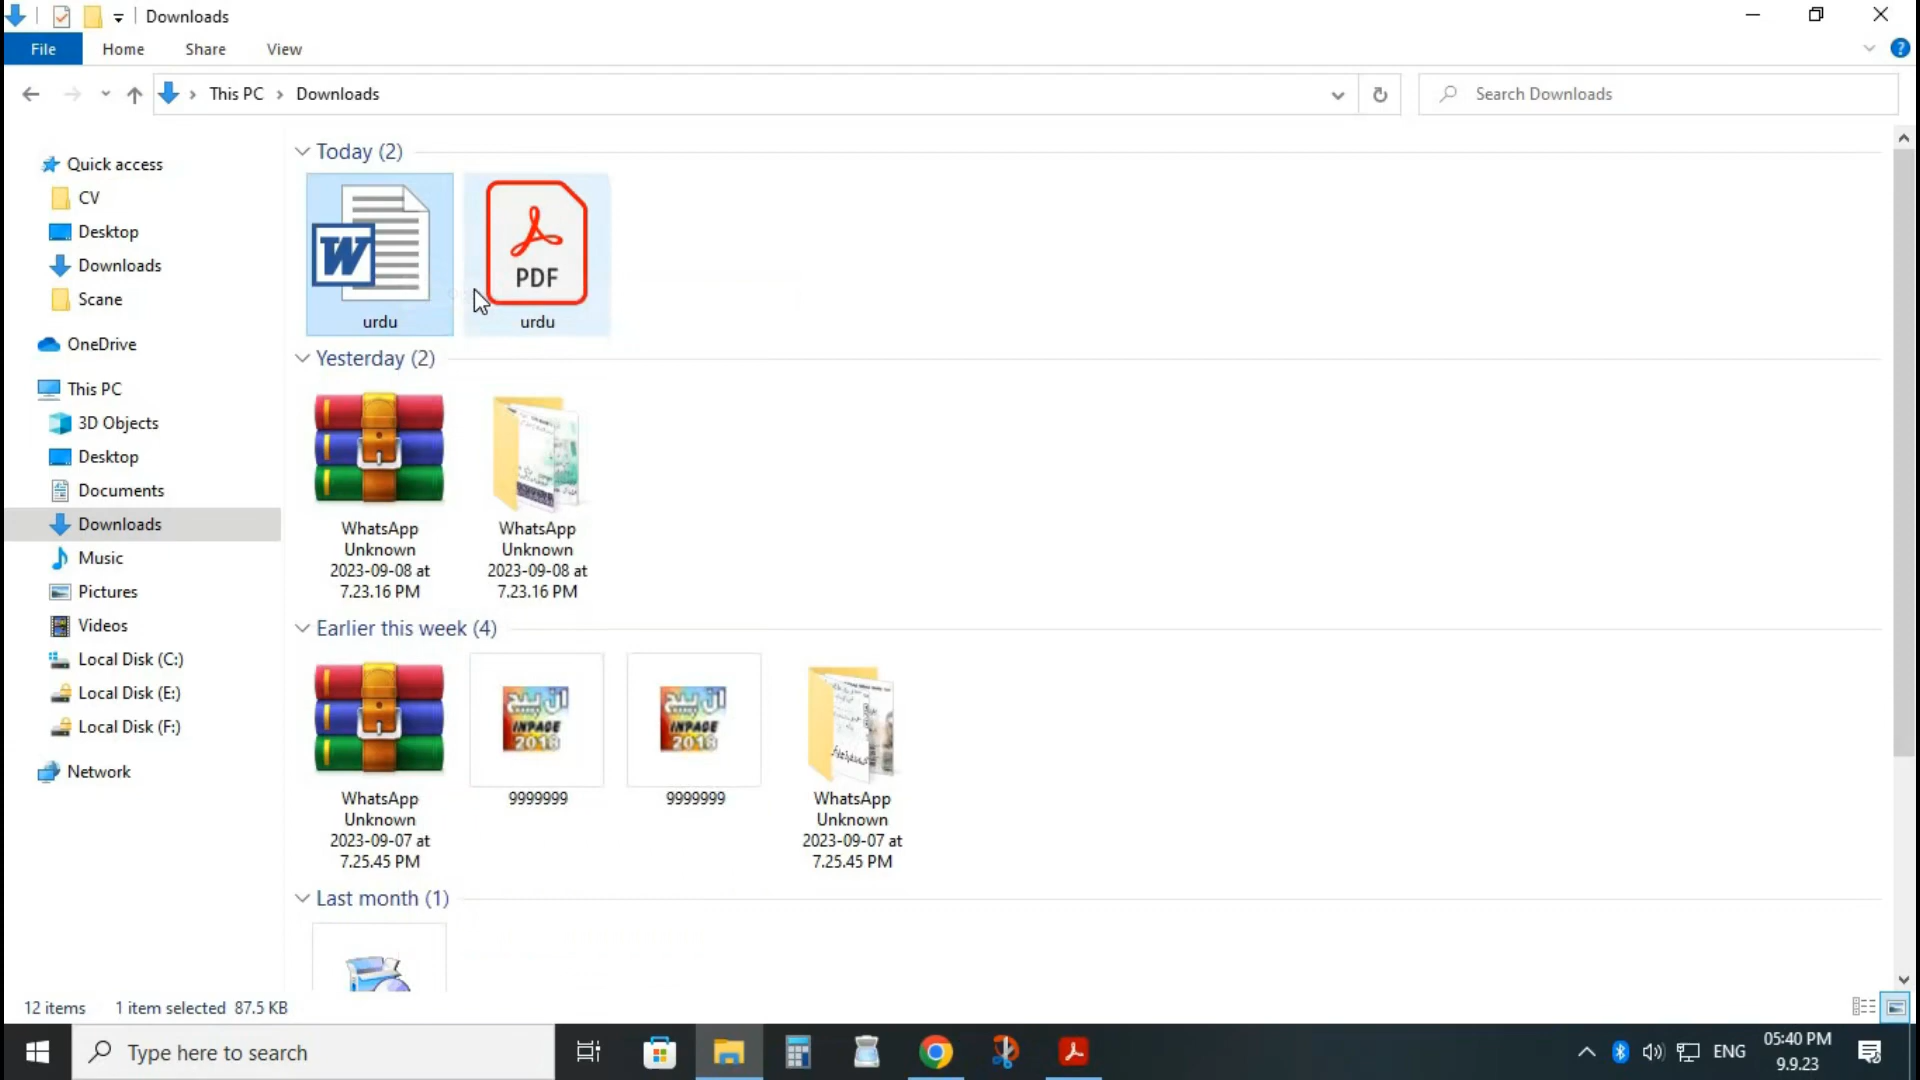 Downloads
File
Home
Share
View
This PC
Downloads
Search Downloads
Quick access
CV
Desktop
Downloads
Scane
OneDrive
This PC
3D Objects
Desktop
Documents
Downloads
Music
Pictures
Videos
Local Disk (C:)
Local Disk (E:)
Local Disk (F:)
Network
Today (2)
W
PDF
urdu
urdu
Yesterday (2)
WhatsApp
Unknown
2023-09-08 at
7.23.16 PM
WhatsApp
Unknown
2023-09-08 at
7.23.16 PM
Earlier this week (4)
ان پیج
INPAGE
2018
ان پیج
INPAGE
2018
WhatsApp
Unknown
2023-09-07 at
7.25.45 PM
9999999
9999999
WhatsApp
Unknown
2023-09-07 at
7.25.45 PM
Last month (1)
12 items
1 item selected 87.5 KB
Type here to search
ENG
05:40 PM
9.9.23